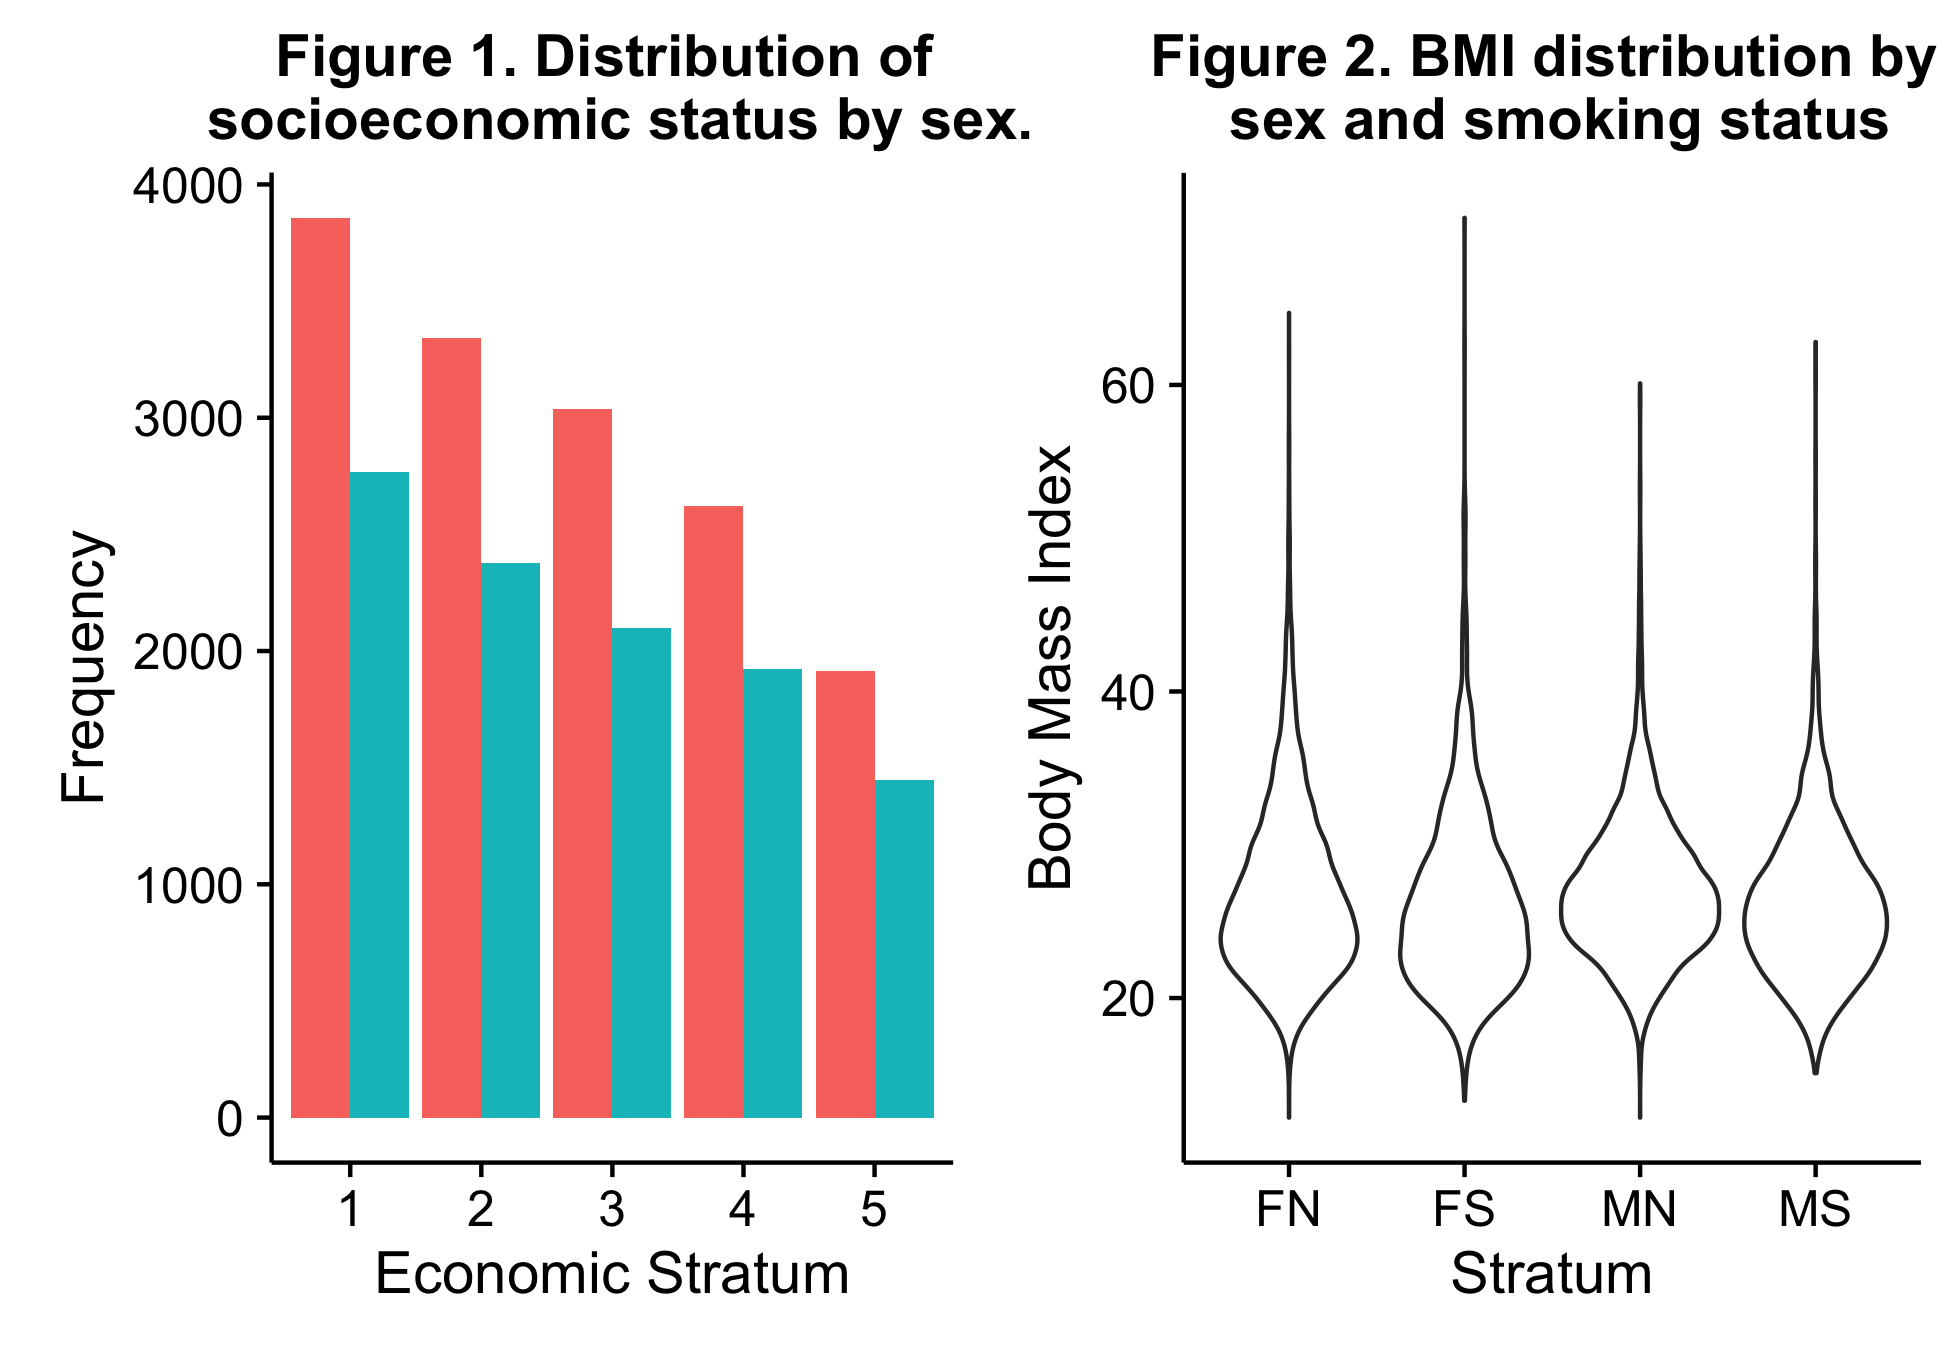 Figure 1. Distribution of
socioeconomic status by sex.
4000
3000
2000
1000
0
Frequency
1 2 3 4 5
Economic Stratum
Figure 2. BMI distribution by
sex and smoking status
60
40
20
Body Mass Index
FN FS MN MS
Stratum